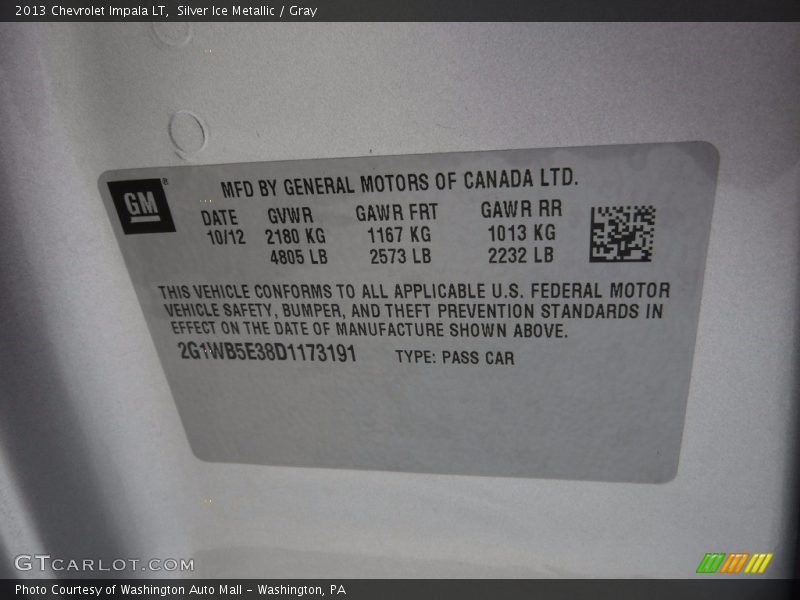 2013 Chevrolet Impala LT, Silver Ice Metallic / Gray
GM®
MFD BY GENERAL MOTORS OF CANADA LTD.
DATE GVWR GAWR FRT GAWR RR
10/12 2180 KG 1167 KG 1013 KG
4805 LB 2573 LB 2232 LB
THIS VEHICLE CONFORMS TO ALL APPLICABLE U.S. FEDERAL MOTOR
VEHICLE SAFETY, BUMPER, AND THEFT PREVENTION STANDARDS IN
EFFECT ON THE DATE OF MANUFACTURE SHOWN ABOVE.
2G1WB5E38D1173191 TYPE: PASS CAR
GTCARLOT.COM
Photo Courtesy of Washington Auto Mall - Washington, PA